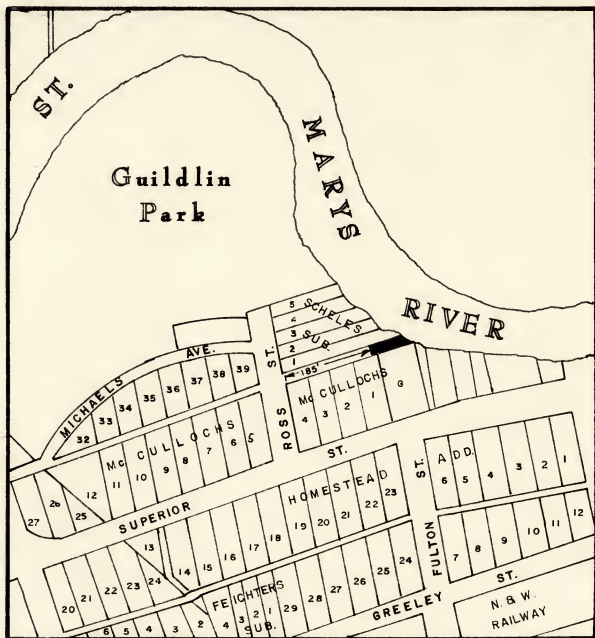 ST. MARYS RIVER
Guildlin
Park
5 SCHELES
4
3 SUB.
2
1
185'
MICHAELS AVE.
32 33 34 35 36 37 38 39
ROSS ST.
McCULLOCHS
4 3 2 1 G
McCULLOCHS
27 26 25 12 11 10 9 8 7 6 5
SUPERIOR ST.
HOMESTEAD
20 21 22 23 24 13 14 15 16 17 18 19 20 21 22 23
ADD.
6 5 4 3 2 1
FULTON ST.
6 5 4 3 2
FEICHTERS
4 3 2 1
SUB.
29 28 27 26 25 24
7 8 9 10 11 12
GREELEY ST.
N. & W.
RAILWAY